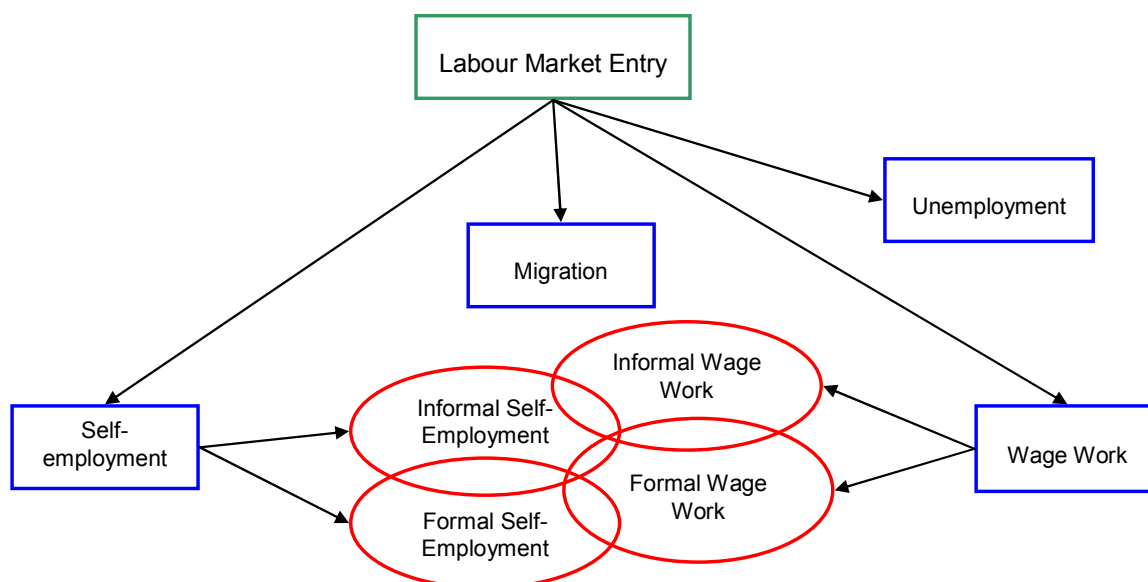 Labour Market Entry
Unemployment
Migration
Informal Wage
Work
Informal Self-
Employment
Self-
employment
Wage Work
Formal Wage
Work
Formal Self-
Employment